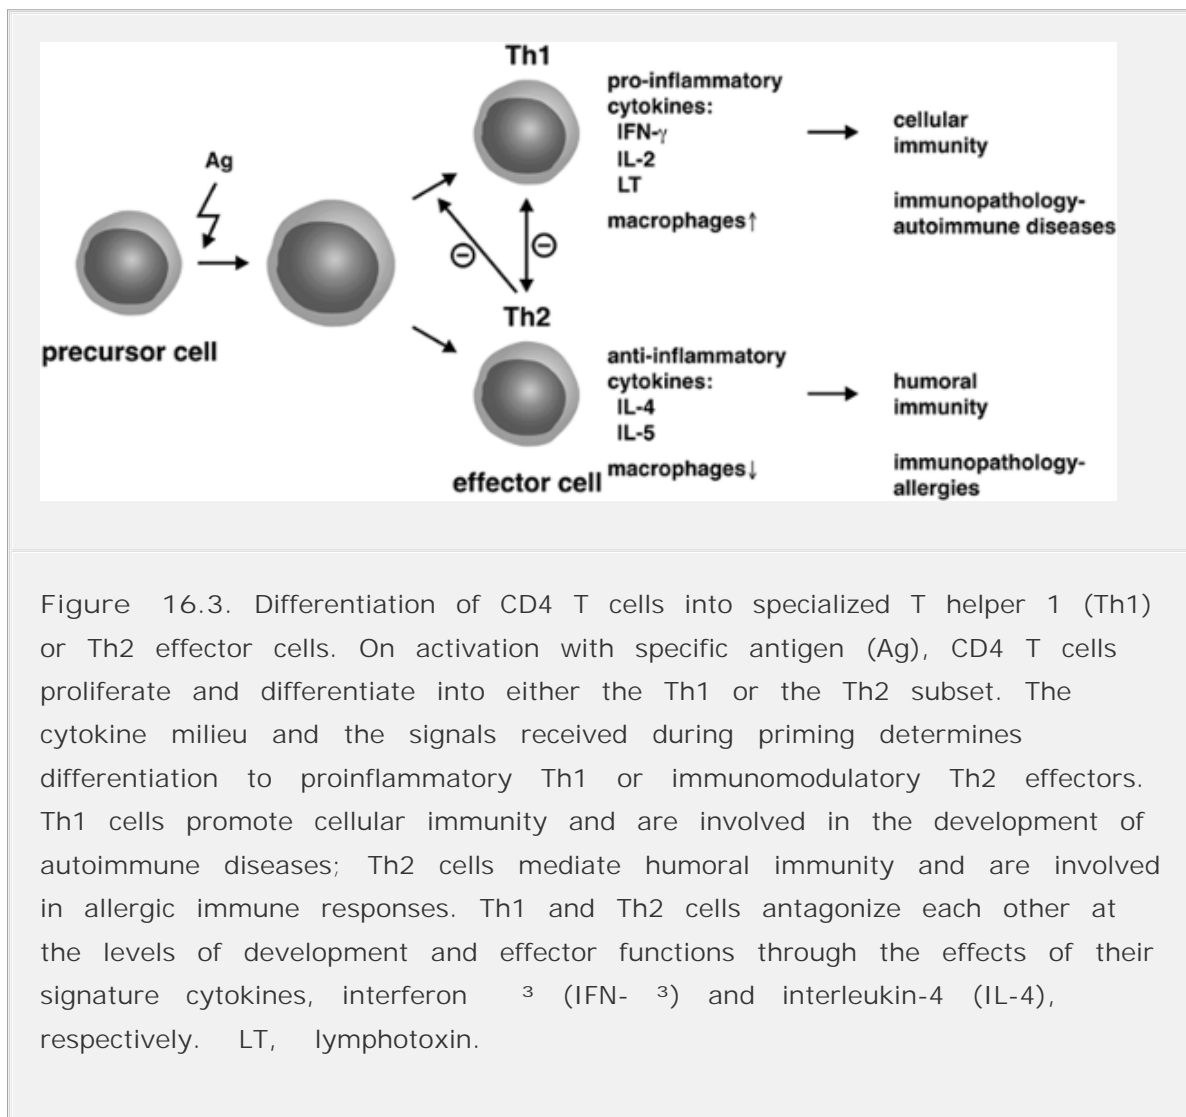 Th1
pro-inflammatory
cytokines:
IFN-γ
IL-2
LT
macrophages↑
cellular
immunity
immunopathology-
autoimmune diseases
Ag
precursor cell
Th2
effector cell
anti-inflammatory
cytokines:
IL-4
IL-5
macrophages↓
humoral
immunity
immunopathology-
allergies
Figure 16.3. Differentiation of CD4 T cells into specialized T helper 1 (Th1)
or Th2 effector cells. On activation with specific antigen (Ag), CD4 T cells
proliferate and differentiate into either the Th1 or the Th2 subset. The
cytokine milieu and the signals received during priming determines
differentiation to proinflammatory Th1 or immunomodulatory Th2 effectors.
Th1 cells promote cellular immunity and are involved in the development of
autoimmune diseases; Th2 cells mediate humoral immunity and are involved
in allergic immune responses. Th1 and Th2 cells antagonize each other at
the levels of development and effector functions through the effects of their
signature cytokines, interferon ³ (IFN- ³) and interleukin-4 (IL-4),
respectively. LT, lymphotoxin.